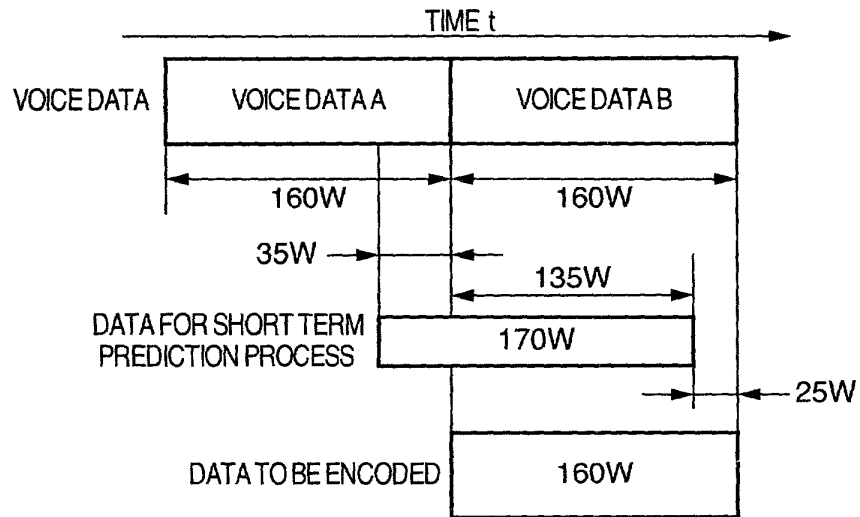 TIME t
VOICE DATA
VOICE DATA A
VOICE DATA B
160W
160W
35W
135W
DATA FOR SHORT TERM
PREDICTION PROCESS
170W
25W
DATA TO BE ENCODED
160W